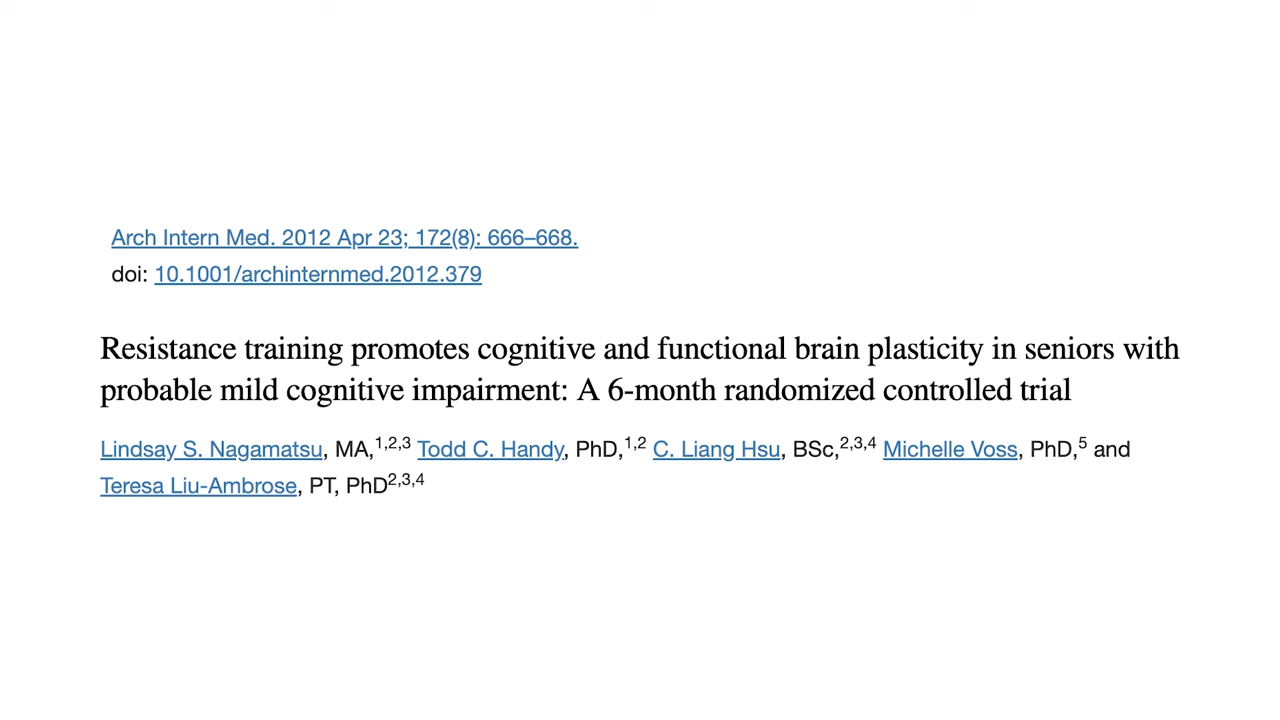 Arch Intern Med. 2012 Apr 23; 172(8): 666–668.
doi: 10.1001/archinternmed.2012.379
Resistance training promotes cognitive and functional brain plasticity in seniors with
probable mild cognitive impairment: A 6-month randomized controlled trial
Lindsay S. Nagamatsu, MA,1,2,3 Todd C. Handy, PhD,1,2 C. Liang Hsu, BSc,2,3,4 Michelle Voss, PhD,5 and
Teresa Liu-Ambrose, PT, PhD2,3,4